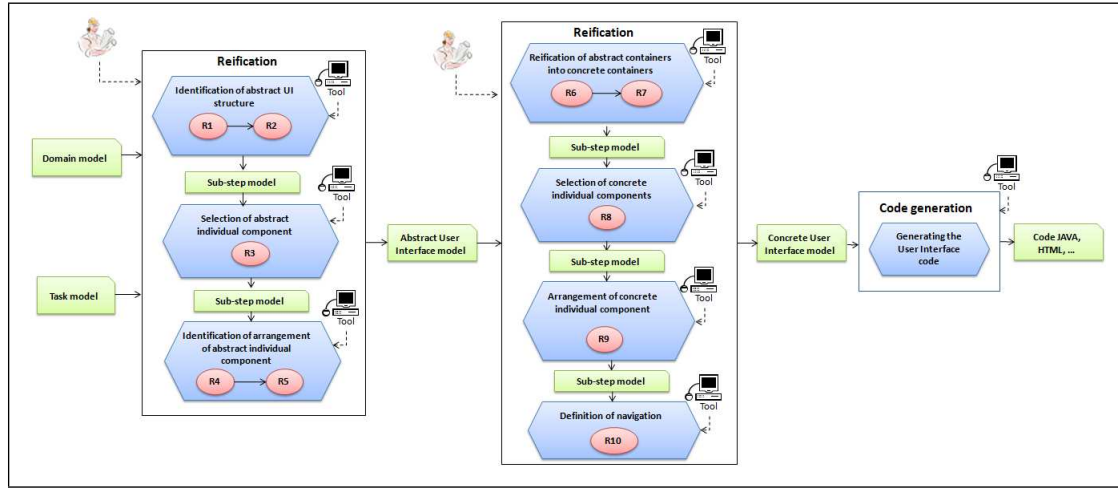 Reification
Tool
Identification of abstract UI
structure
R1
R2
Domain model
Sub-step model
Tool
Selection of abstract
individual component
R3
Task model
Sub-step model
Tool
Identification of arrangement
of abstract individual
component
R4
R5
Abstract User
Interface model
Reification
Tool
Reification of abstract containers
into concrete containers
R6
R7
Sub-step model
Tool
Selection of concrete
individual components
R8
Sub-step model
Tool
Arrangement of concrete
individual component
R9
Sub-step model
Tool
Definition of navigation
R10
Concrete User
Interface model
Tool
Code generation
Generating the
User Interface
code
Code JAVA,
HTML, ...